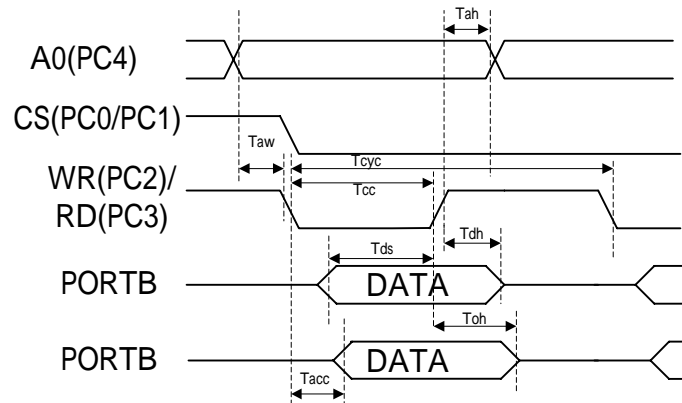 Tah
A0(PC4)
CS(PC0/PC1)
Taw
Tcyc
WR(PC2)/
RD(PC3)
Tcc
Tds
Tdh
PORTB
DATA
Toh
PORTB
DATA
Tacc